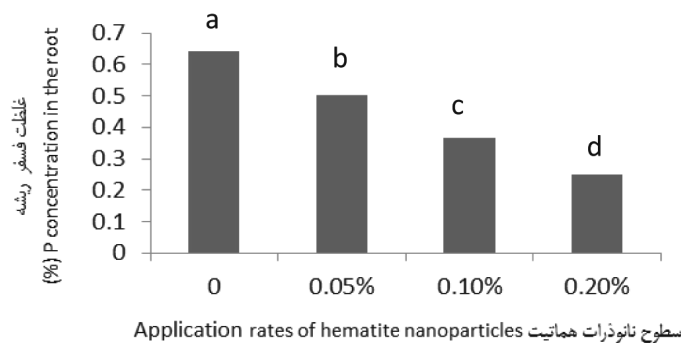 غلظت فسفر ریشه
(%) P concentration in the root
0.7
0.6
0.5
0.4
0.3
0.2
0.1
0
a
b
c
d
0
0.05%
0.10%
0.20%
Application rates of hematite nanoparticles سطوح نانوذرات هماتیت